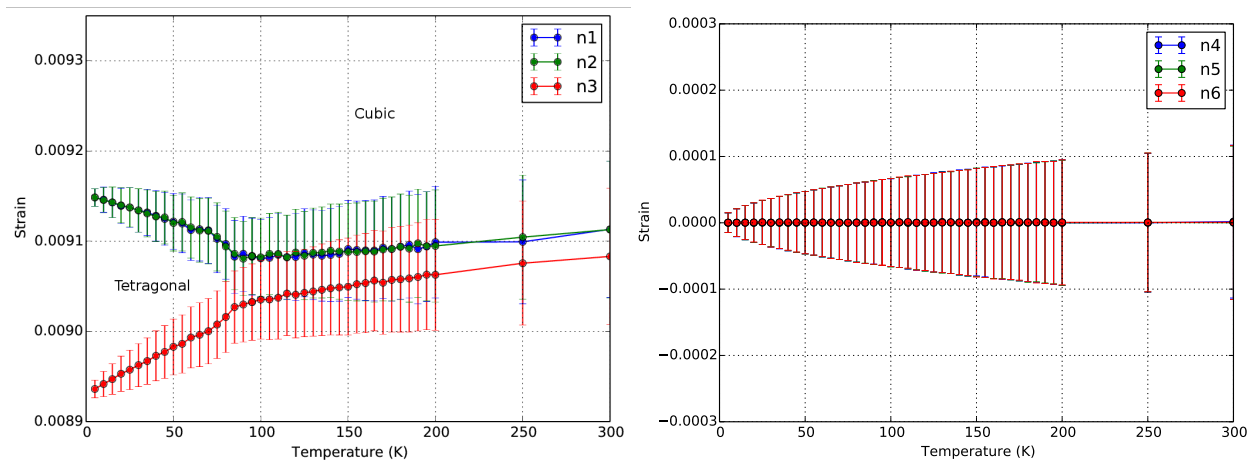 n1
n2
n3
Cubic
Tetragonal
Strain
0.0093
0.0092
0.0091
0.0090
0.0089
0 50 100 150 200 250 300
Temperature (K)
n4
n5
n6
Strain
0.0003
0.0002
0.0001
0.0000
−0.0001
−0.0002
−0.0003
0 50 100 150 200 250 300
Temperature (K)